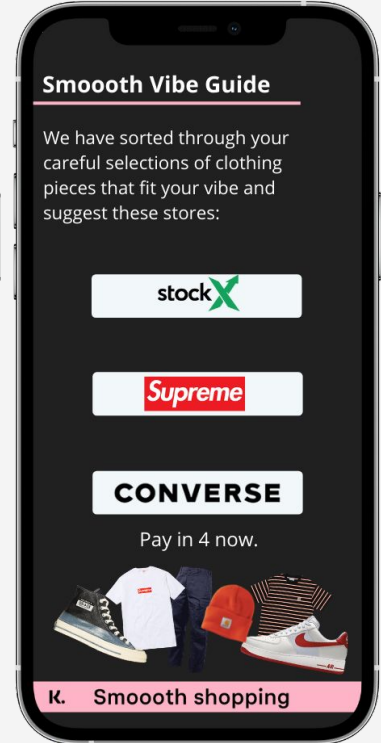 Smoooth Vibe Guide
We have sorted through your
careful selections of clothing
pieces that fit your vibe and
suggest these stores:
stockX
Supreme
CONVERSE
Pay in 4 now.
Supreme
K. Smoooth shopping